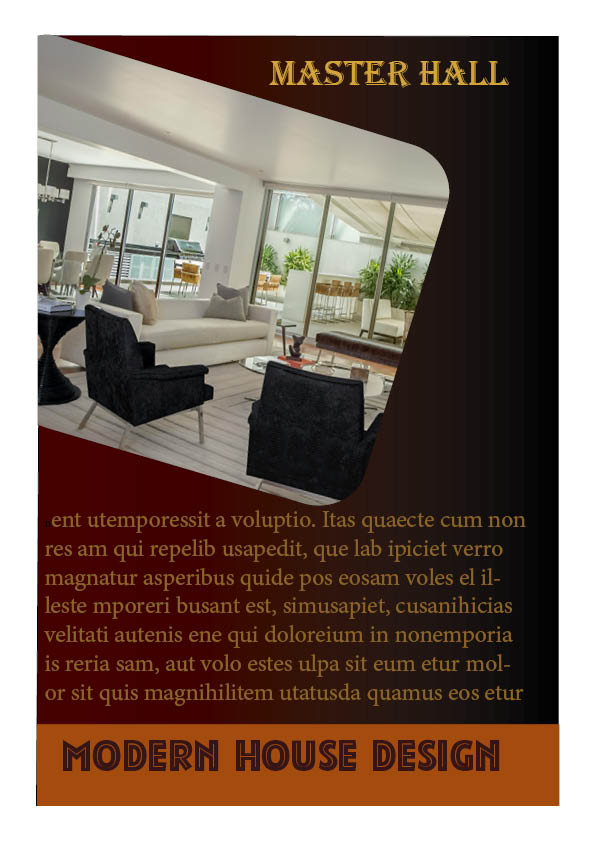 MASTER HALL
ent utemporessit a voluptio. Itas quaecte cum non
res am qui repelib usapedit, que lab ipiciet verro
magnatur asperibus quide pos eosam voles el il-
leste mporeri busant est, simusapiet, cusanihicias
velitati autenis ene qui doloreium in nonemporia
is reria sam, aut volo estes ulpa sit eum etur mol-
or sit quis magnihilitem utatusda quamus eos etur
MODERN HOUSE DESIGN